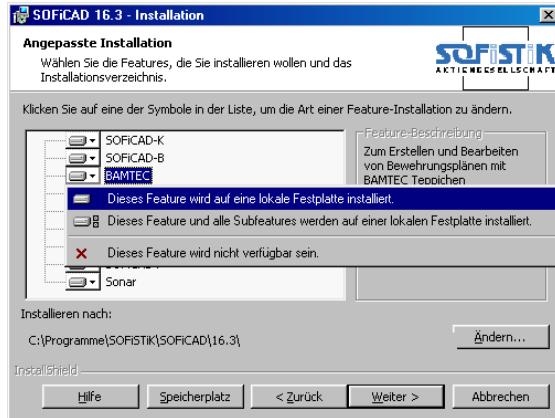 SOFiCAD 16.3 - Installation
Angepasste Installation
Wählen Sie die Features, die Sie installieren wollen und das
Installationsverzeichnis.
SOFiSTiK
AKTIENGESELLSCHAFT
Klicken Sie auf eine der Symbole in der Liste, um die Art einer Feature-Installation zu ändern.
SOFiCAD-K
SOFiCAD-B
BAMTEC
Feature-Beschreibung
Zum Erstellen und Bearbeiten
von Bewehrungsplänen mit
BAMTEC Teppichen
Dieses Feature wird auf eine lokale Festplatte installiert.
Dieses Feature und alle Subfeatures werden auf einer lokalen Festplatte installiert.
Dieses Feature wird nicht verfügbar sein.
Sonar
Installieren nach:
C:\Programme\SOFiSTiK\SOFiCAD\16.3\
Ändern...
InstallShield
Hilfe
Speicherplatz
< Zurück
Weiter >
Abbrechen